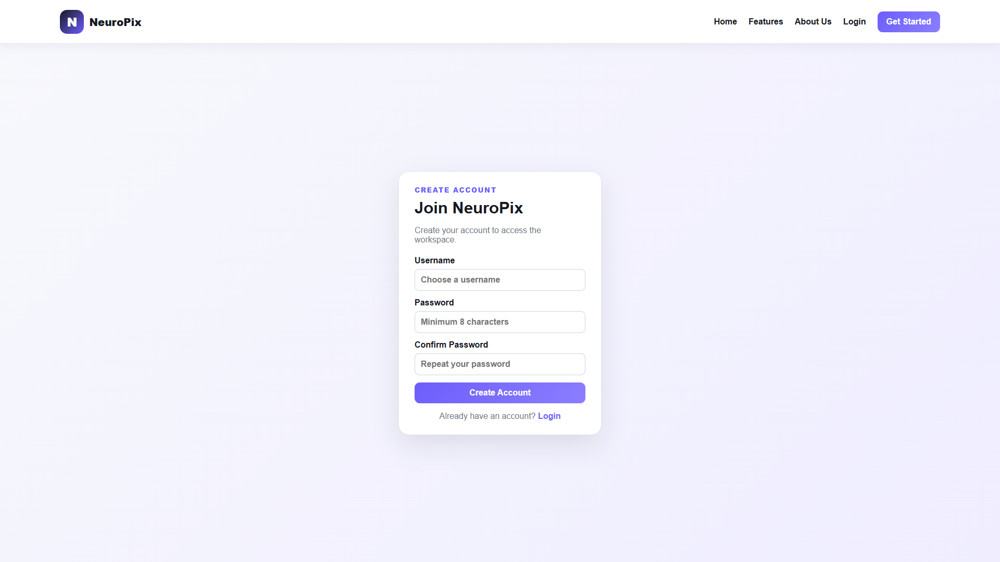 N NeuroPix
Home Features About Us Login Get Started
CREATE ACCOUNT
Join NeuroPix
Create your account to access the
workspace.
Username
Choose a username
Password
Minimum 8 characters
Confirm Password
Repeat your password
Create Account
Already have an account? Login